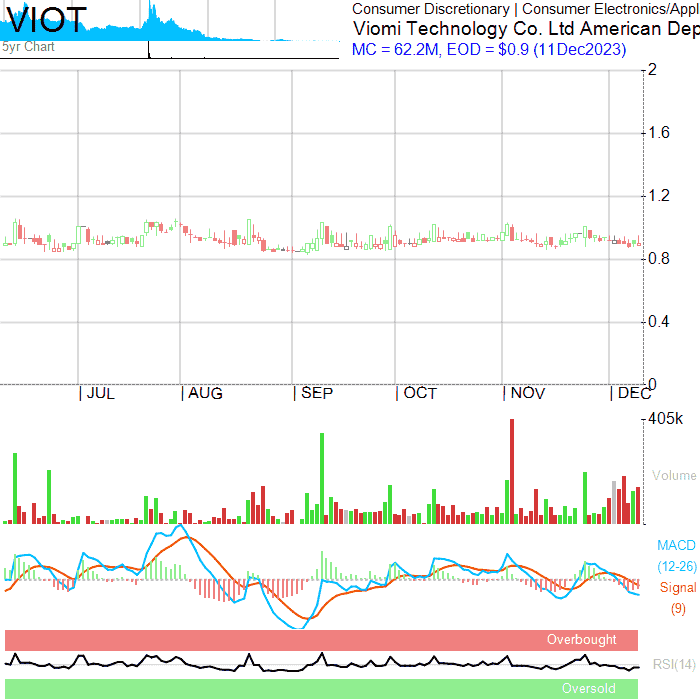 VIOT
5yr Chart
Consumer Discretionary | Consumer Electronics/Appl
Viomi Technology Co. Ltd American Dep
MC = 62.2M, EOD = $0.9 (11Dec2023)
2
1.6
1.2
0.8
0.4
0
JUL AUG SEP OCT NOV DEC
405k
Volume
MACD
(12-26)
Signal
(9)
Overbought
RSI(14)
Oversold